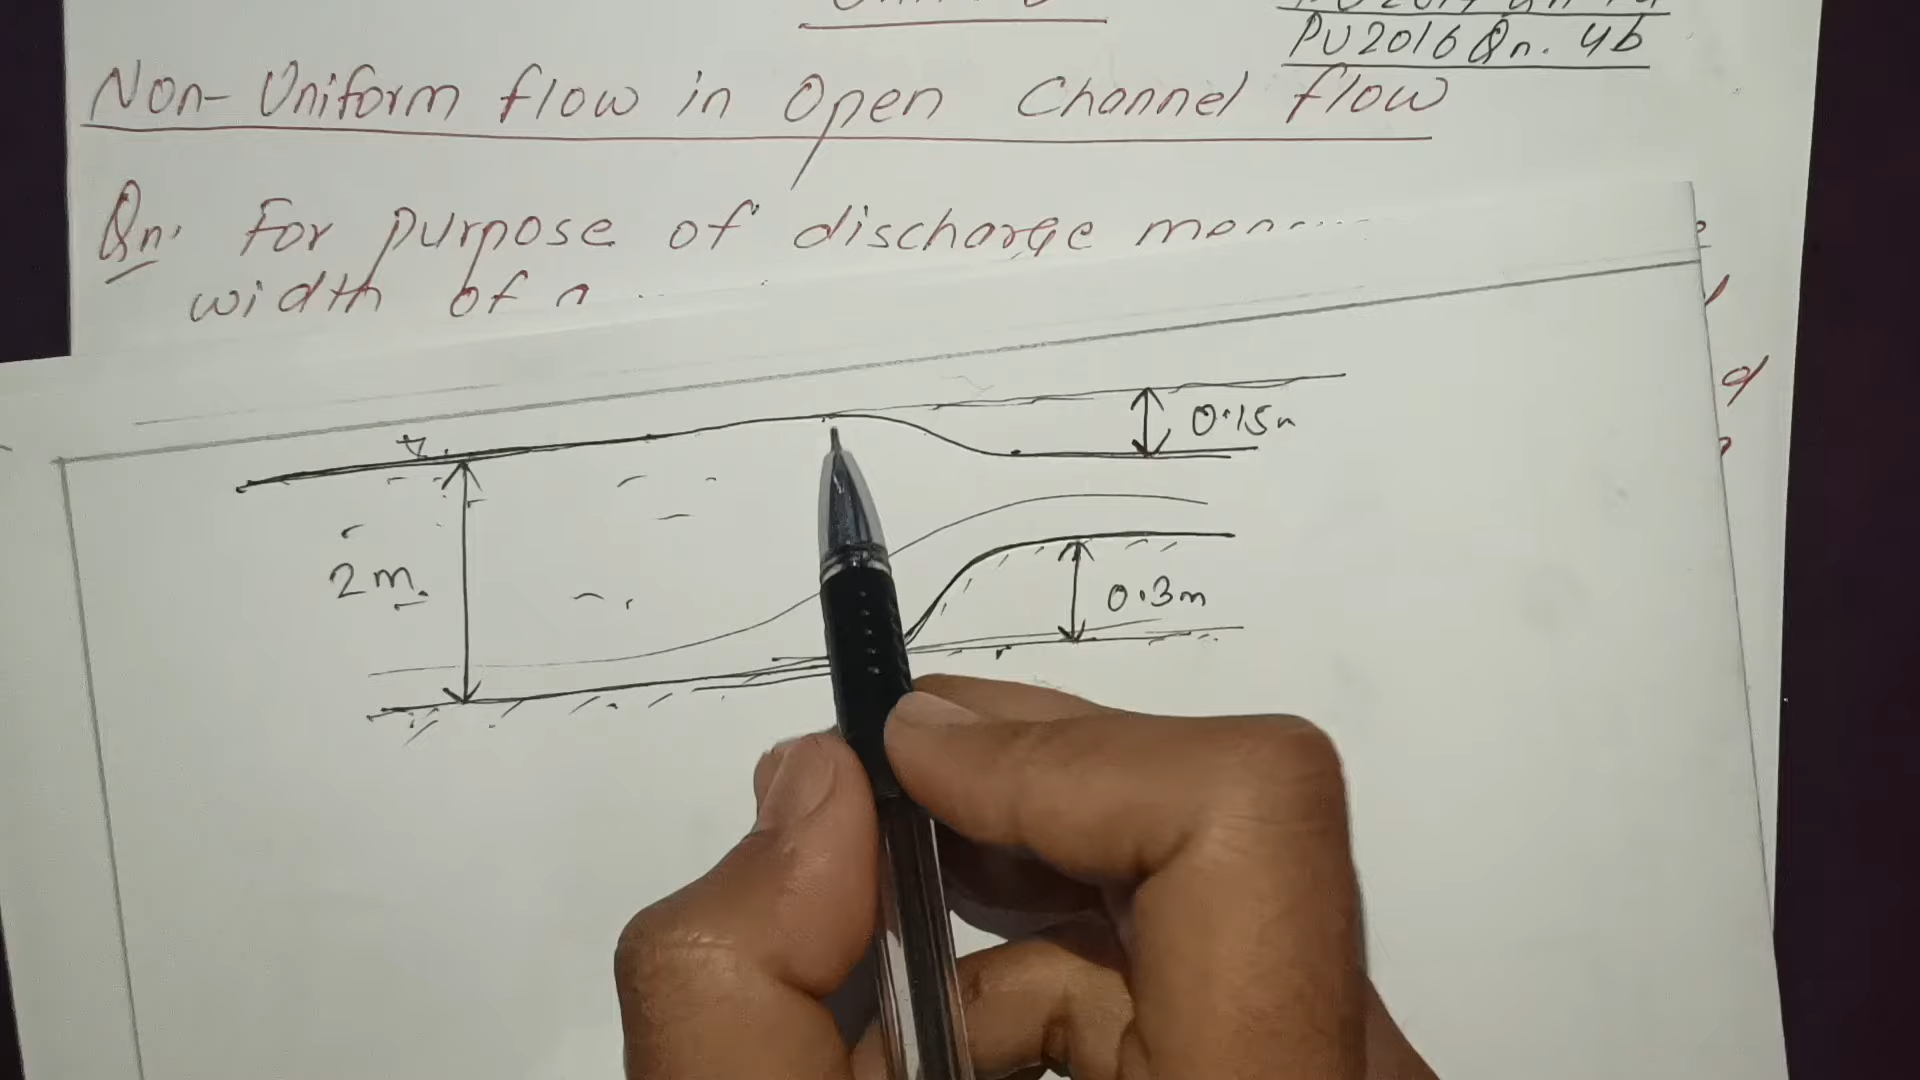 PU2016 Qn. 4b
Non-Uniform flow in Open Channel flow
Qn. For purpose of discharge
width of
0.15m
2m.
0.3m